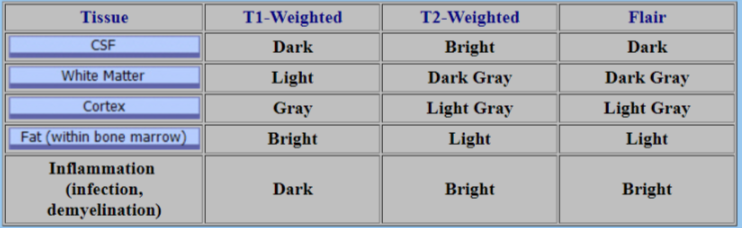 Tissue T1-Weighted T2-Weighted Flair
CSF Dark Bright Dark
White Matter Light Dark Gray Dark Gray
Cortex Gray Light Gray Light Gray
Fat (within bone marrow) Bright Light Light
Inflammation
(infection, Dark Bright Bright
demyelination)